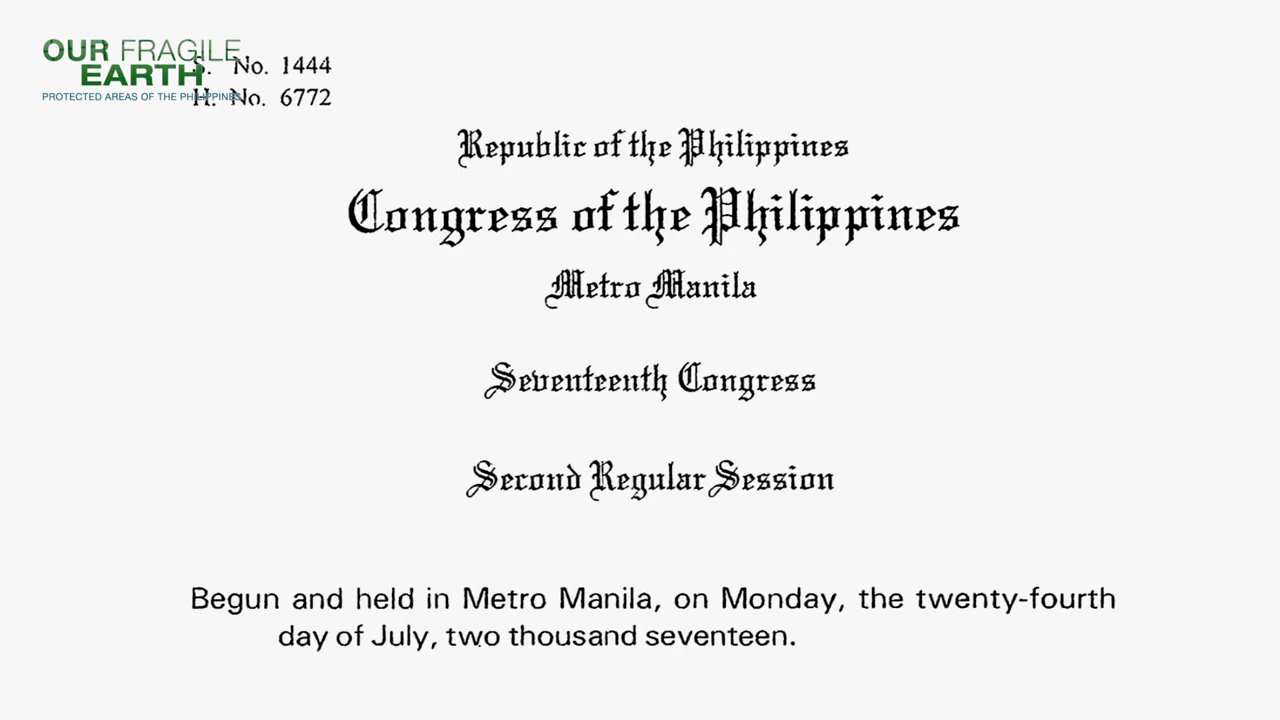 OUR FRAGILE
EARTH
PROTECTED AREAS OF THE PHILIPPINES
S. No. 1444
H. No. 6772
Republic of the Philippines
Congress of the Philippines
Metro Manila
Seventeenth Congress
Second Regular Session
Begun and held in Metro Manila, on Monday, the twenty-fourth
day of July, two thousand seventeen.